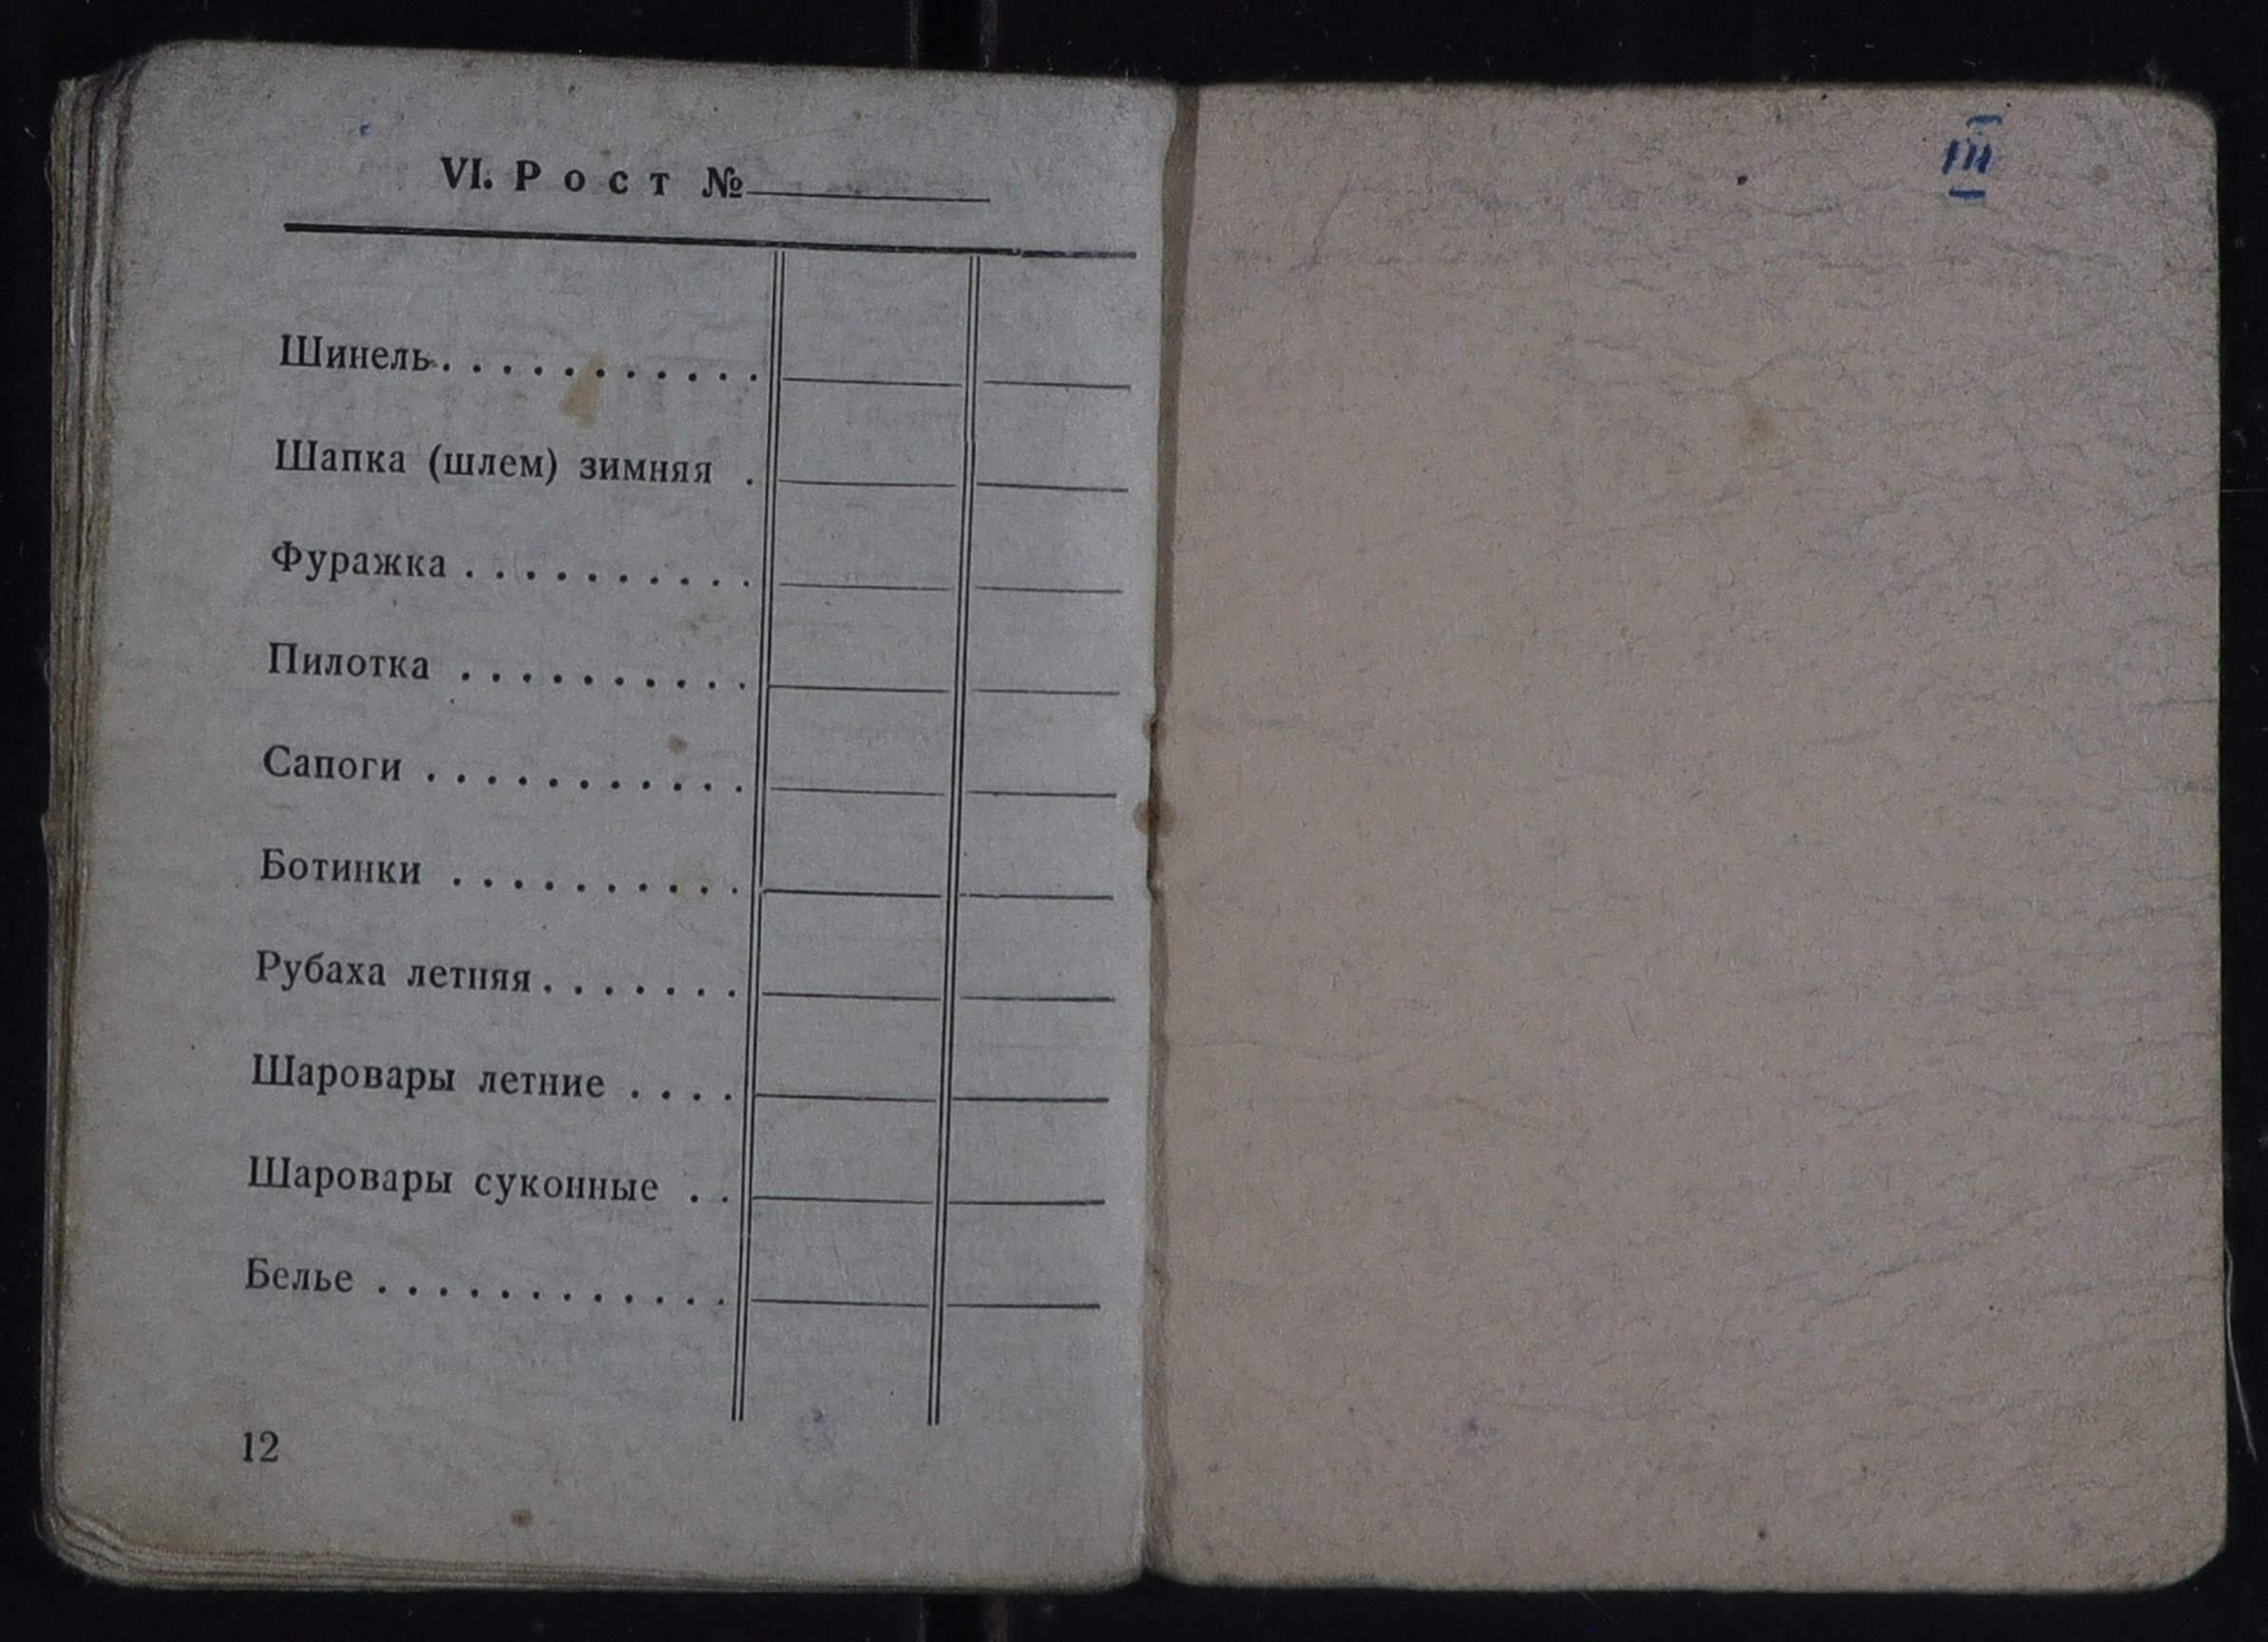 VI. Рост №
Шинель
Шапка (шлем) зимняя
Фуражка
Пилотка
Сапоги
Ботинки
Рубаха летняя
Шаровары летние
Шаровары суконные
Белье
12
III